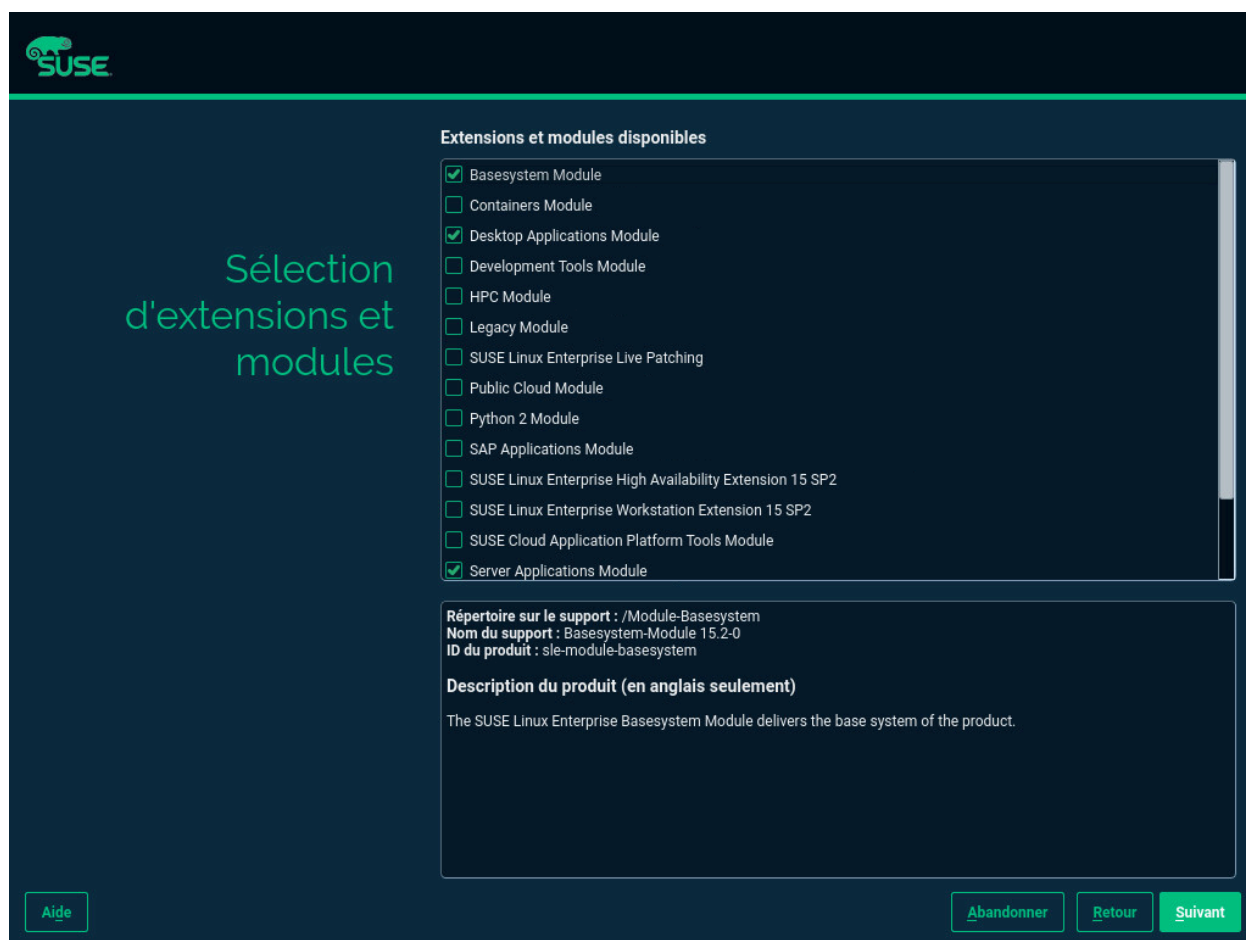 SUSE
Extensions et modules disponibles
Basesystem Module
Containers Module
Desktop Applications Module
Development Tools Module
HPC Module
Legacy Module
SUSE Linux Enterprise Live Patching
Public Cloud Module
Python 2 Module
SAP Applications Module
SUSE Linux Enterprise High Availability Extension 15 SP2
SUSE Linux Enterprise Workstation Extension 15 SP2
SUSE Cloud Application Platform Tools Module
Server Applications Module
Sélection
d'extensions et
modules
Répertoire sur le support : /Module-Basesystem
Nom du support : Basesystem-Module 15.2-0
ID du produit : sle-module-basesystem
Description du produit (en anglais seulement)
The SUSE Linux Enterprise Basesystem Module delivers the base system of the product.
Aide
Abandonner
Retour
Suivant